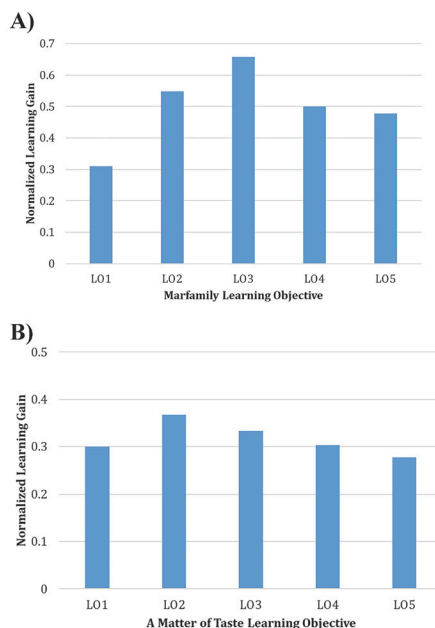 A)
0.7
0.6
0.5
0.4
0.3
0.2
0.1
0
Normalized Learning Gain
LO1 LO2 LO3 LO4 LO5
Marfamily Learning Objective
B)
0.5
0.4
0.3
0.2
0.1
0
Normalized Learning Gain
LO1 LO2 LO3 LO4 LO5
A Matter of Taste Learning Objective